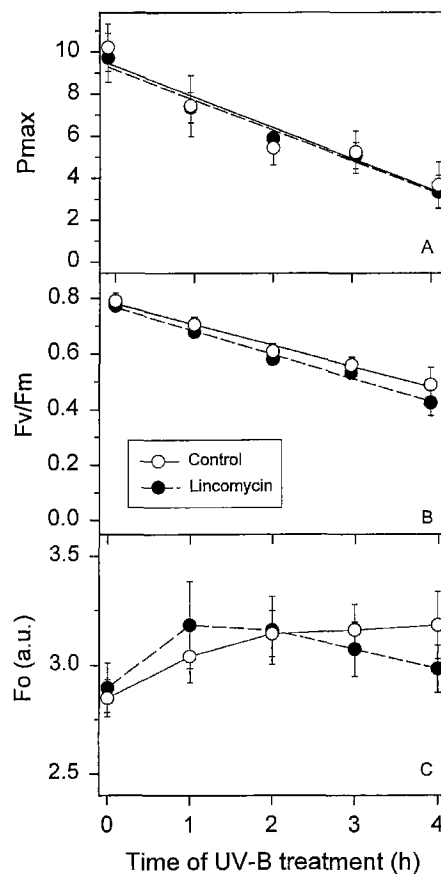 10
8
6
4
2
0
Pmax
A
0.8
0.6
0.4
0.2
0.0
Fv/Fm
Control
Lincomycin
B
3.5
3.0
2.5
Fo (a.u.)
C
0 1 2 3 4
Time of UV-B treatment (h)